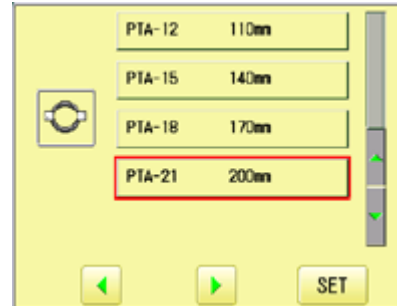 PTA-12 110mm
PTA-15 140mm
PTA-18 170mm
PTA-21 200mm
SET